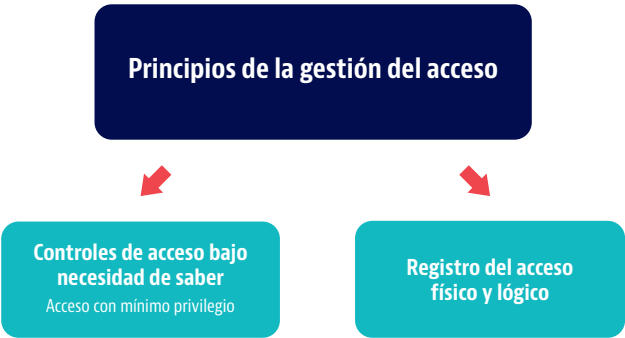 Principios de la gestión del acceso
Controles de acceso bajo
necesidad de saber
Acceso con mínimo privilegio
Registro del acceso
físico y lógico